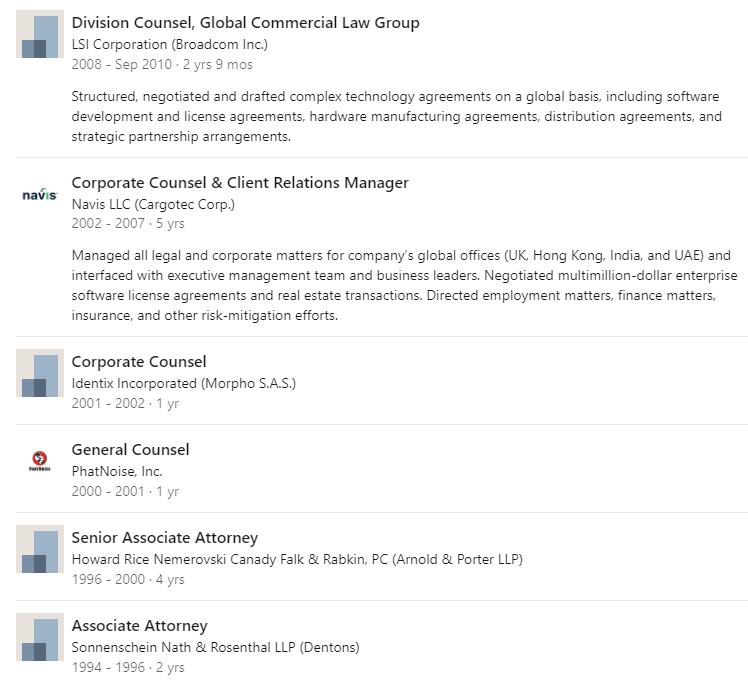 Division Counsel, Global Commercial Law Group
LSI Corporation (Broadcom Inc.)
2008 - Sep 2010 · 2 yrs 9 mos
Structured, negotiated and drafted complex technology agreements on a global basis, including software
development and license agreements, hardware manufacturing agreements, distribution agreements, and
strategic partnership arrangements.
navis
Corporate Counsel & Client Relations Manager
Navis LLC (Cargotec Corp.)
2002 - 2007 · 5 yrs
Managed all legal and corporate matters for company's global offices (UK, Hong Kong, India, and UAE) and
interfaced with executive management team and business leaders. Negotiated multimillion-dollar enterprise
software license agreements and real estate transactions. Directed employment matters, finance matters,
insurance, and other risk-mitigation efforts.
Corporate Counsel
Identix Incorporated (Morpho S.A.S.)
2001 - 2002 · 1 yr
PHATNOISE
General Counsel
PhatNoise, Inc.
2000 - 2001 · 1 yr
Senior Associate Attorney
Howard Rice Nemerovski Canady Falk & Rabkin, PC (Arnold & Porter LLP)
1996 - 2000 · 4 yrs
Associate Attorney
Sonnenschein Nath & Rosenthal LLP (Dentons)
1994 - 1996 · 2 yrs